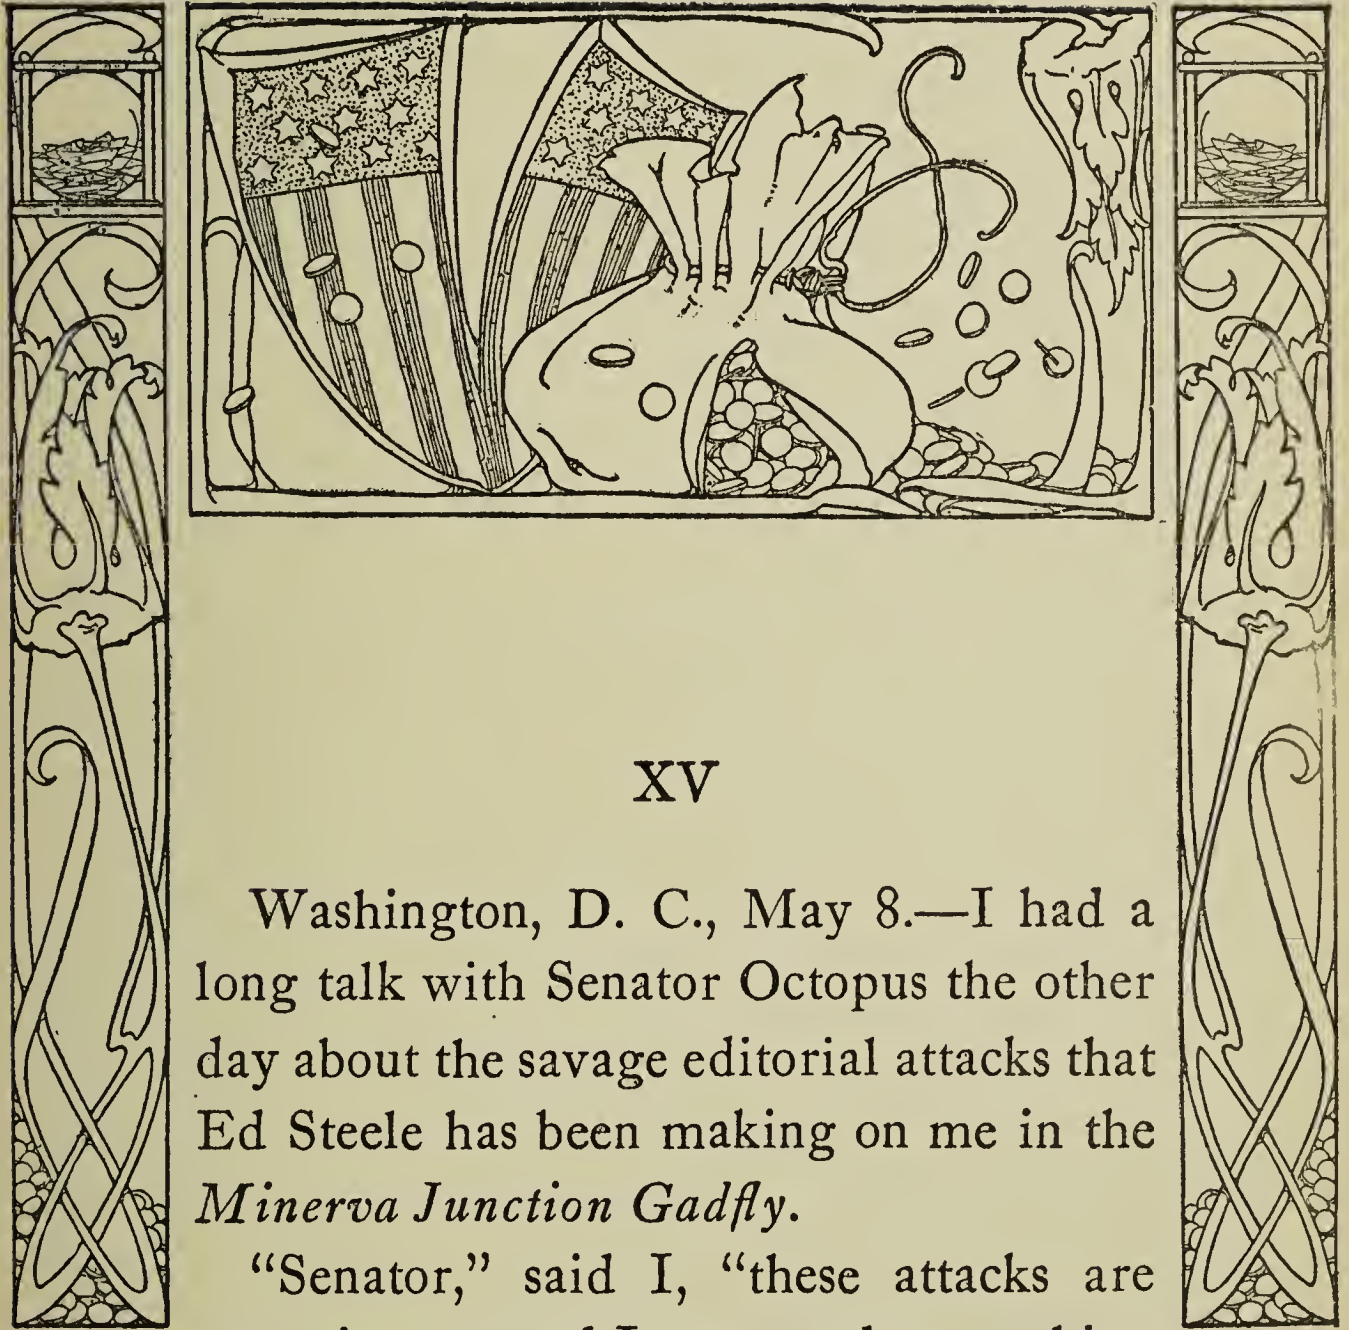 XV
Washington, D. C., May 8.—I had a
long talk with Senator Octopus the other
day about the savage editorial attacks that
Ed Steele has been making on me in the
Minerva Junction Gadfly.
“Senator,” said I, “these attacks are